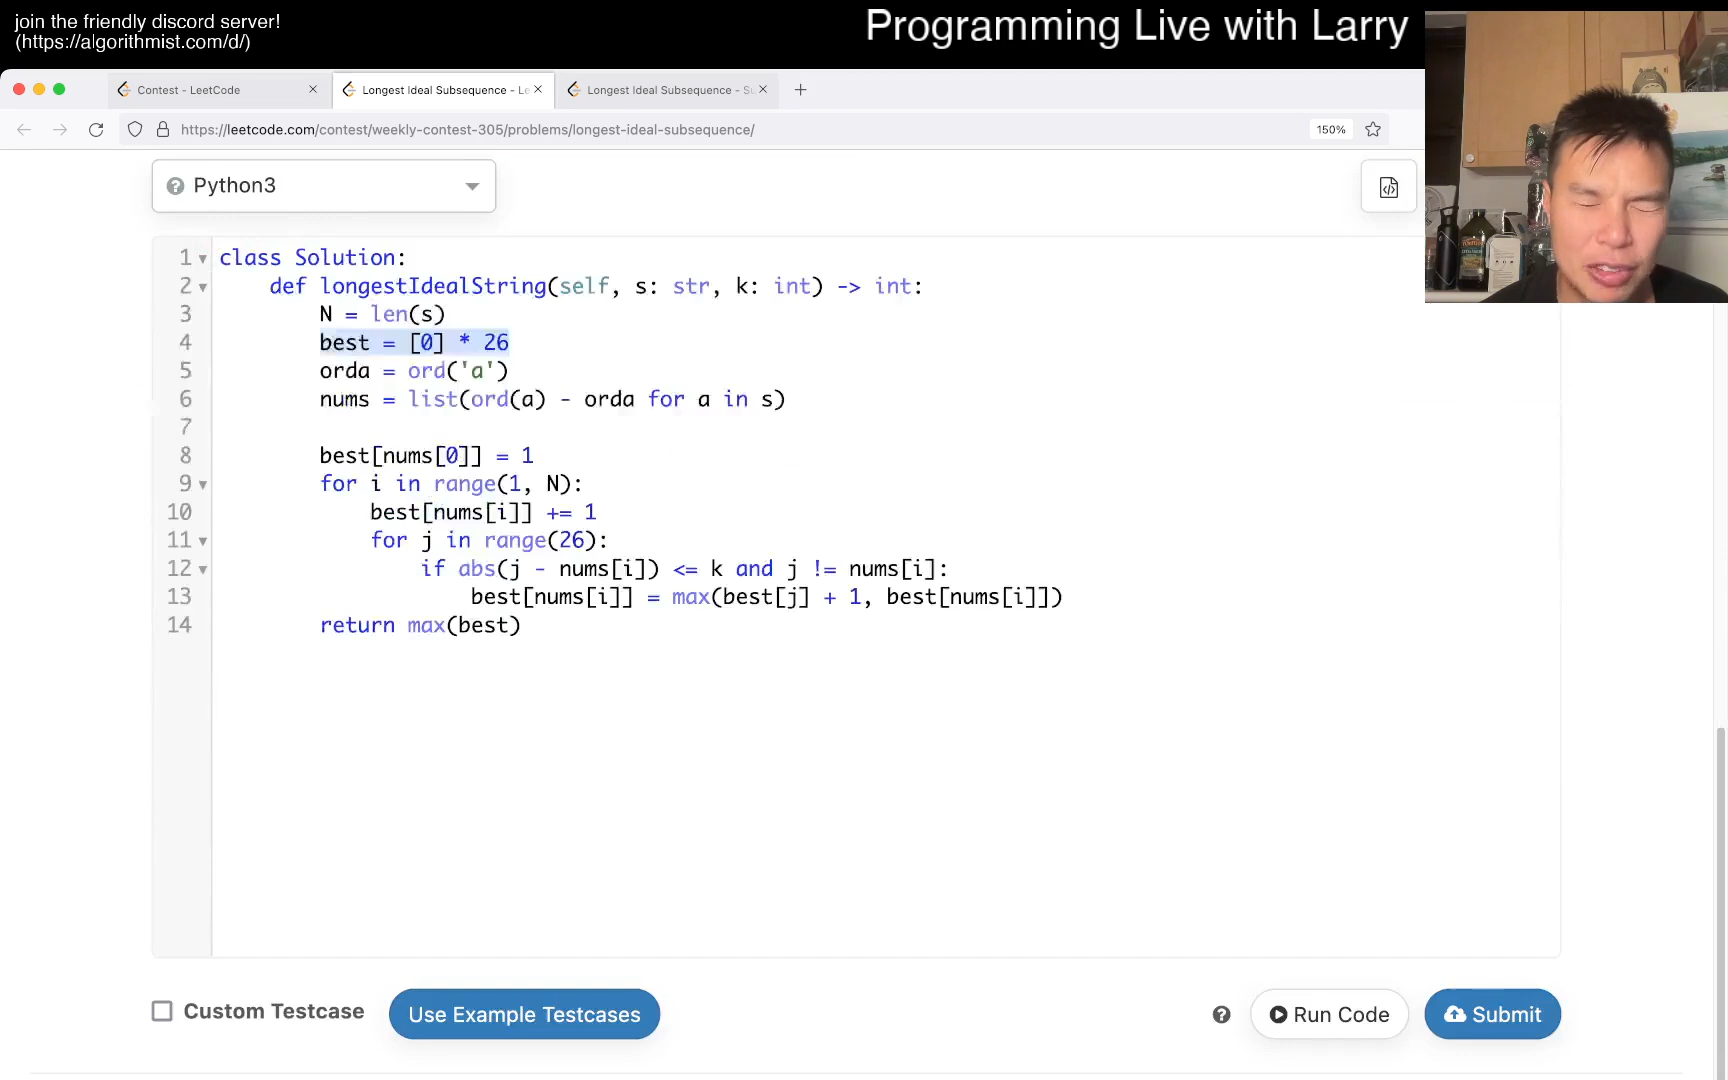 join the friendly discord server!
(https://algorithmist.com/d/)
Programming Live with Larry
Contest - LeetCode
Longest Ideal Subsequence - Le
Longest Ideal Subsequence - Su
https://leetcode.com/contest/weekly-contest-305/problems/longest-ideal-subsequence/
150%
Python3
1 class Solution:
2     def longestIdealString(self, s: str, k: int) -> int:
3         N = len(s)
4         best = [0] * 26
5         orda = ord('a')
6         nums = list(ord(a) - orda for a in s)
7
8         best[nums[0]] = 1
9         for i in range(1, N):
10             best[nums[i]] += 1
11             for j in range(26):
12                 if abs(j - nums[i]) <= k and j != nums[i]:
13                     best[nums[i]] = max(best[j] + 1, best[nums[i]])
14         return max(best)
Custom Testcase
Use Example Testcases
Run Code
Submit